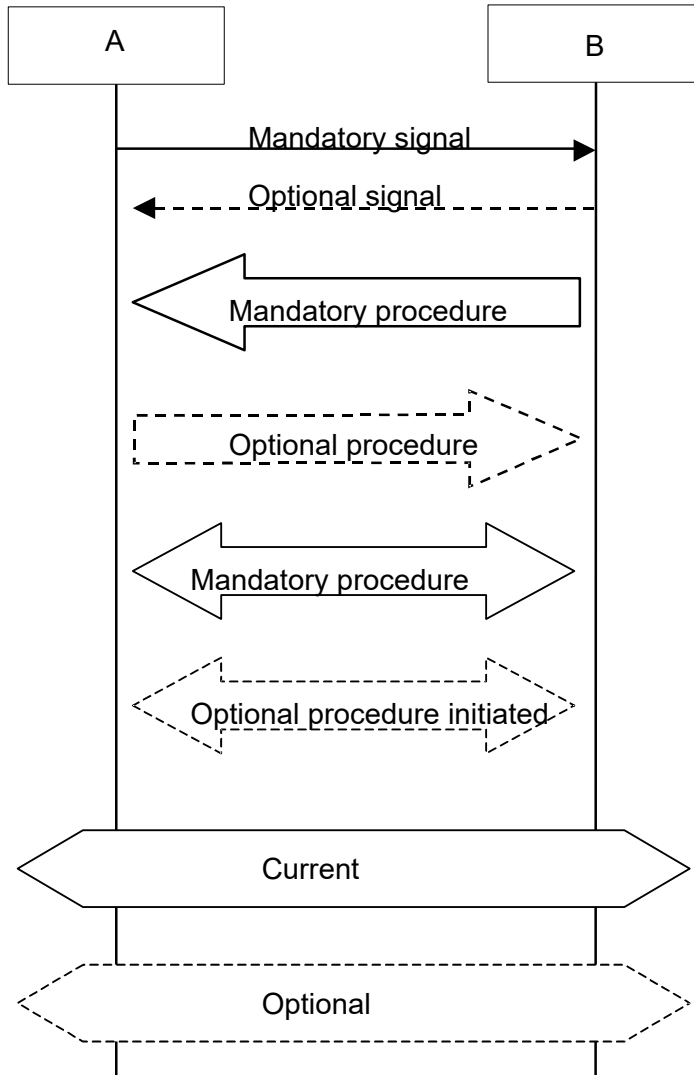 A
B
Mandatory signal
Optional signal
Mandatory procedure
Optional procedure
Mandatory procedure
Optional procedure initiated
Current
Optional